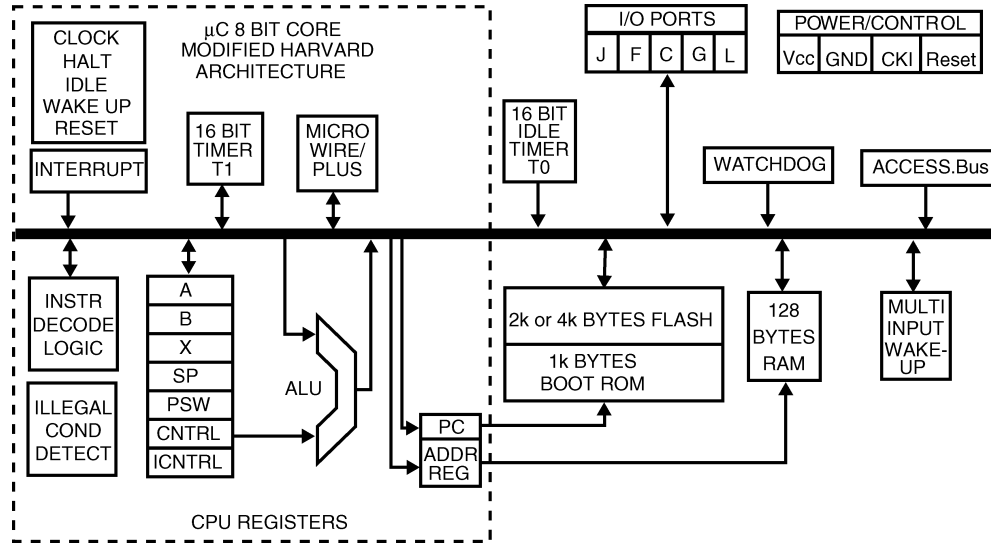 CLOCK
HALT
IDLE
WAKE UP
RESET
µC 8 BIT CORE
MODIFIED HARVARD
ARCHITECTURE
I/O PORTS
J F C G L
POWER/CONTROL
Vcc GND CKI Reset
INTERRUPT
16 BIT
TIMER
T1
MICRO
WIRE/
PLUS
16 BIT
IDLE
TIMER
T0
WATCHDOG
ACCESS.Bus
INSTR
DECODE
LOGIC
ILLEGAL
COND
DETECT
A
B
X
SP
PSW
CNTRL
ICNTRL
ALU
PC
ADDR
REG
2k or 4k BYTES FLASH
1k BYTES
BOOT ROM
128
BYTES
RAM
MULTI
INPUT
WAKE-
UP
CPU REGISTERS